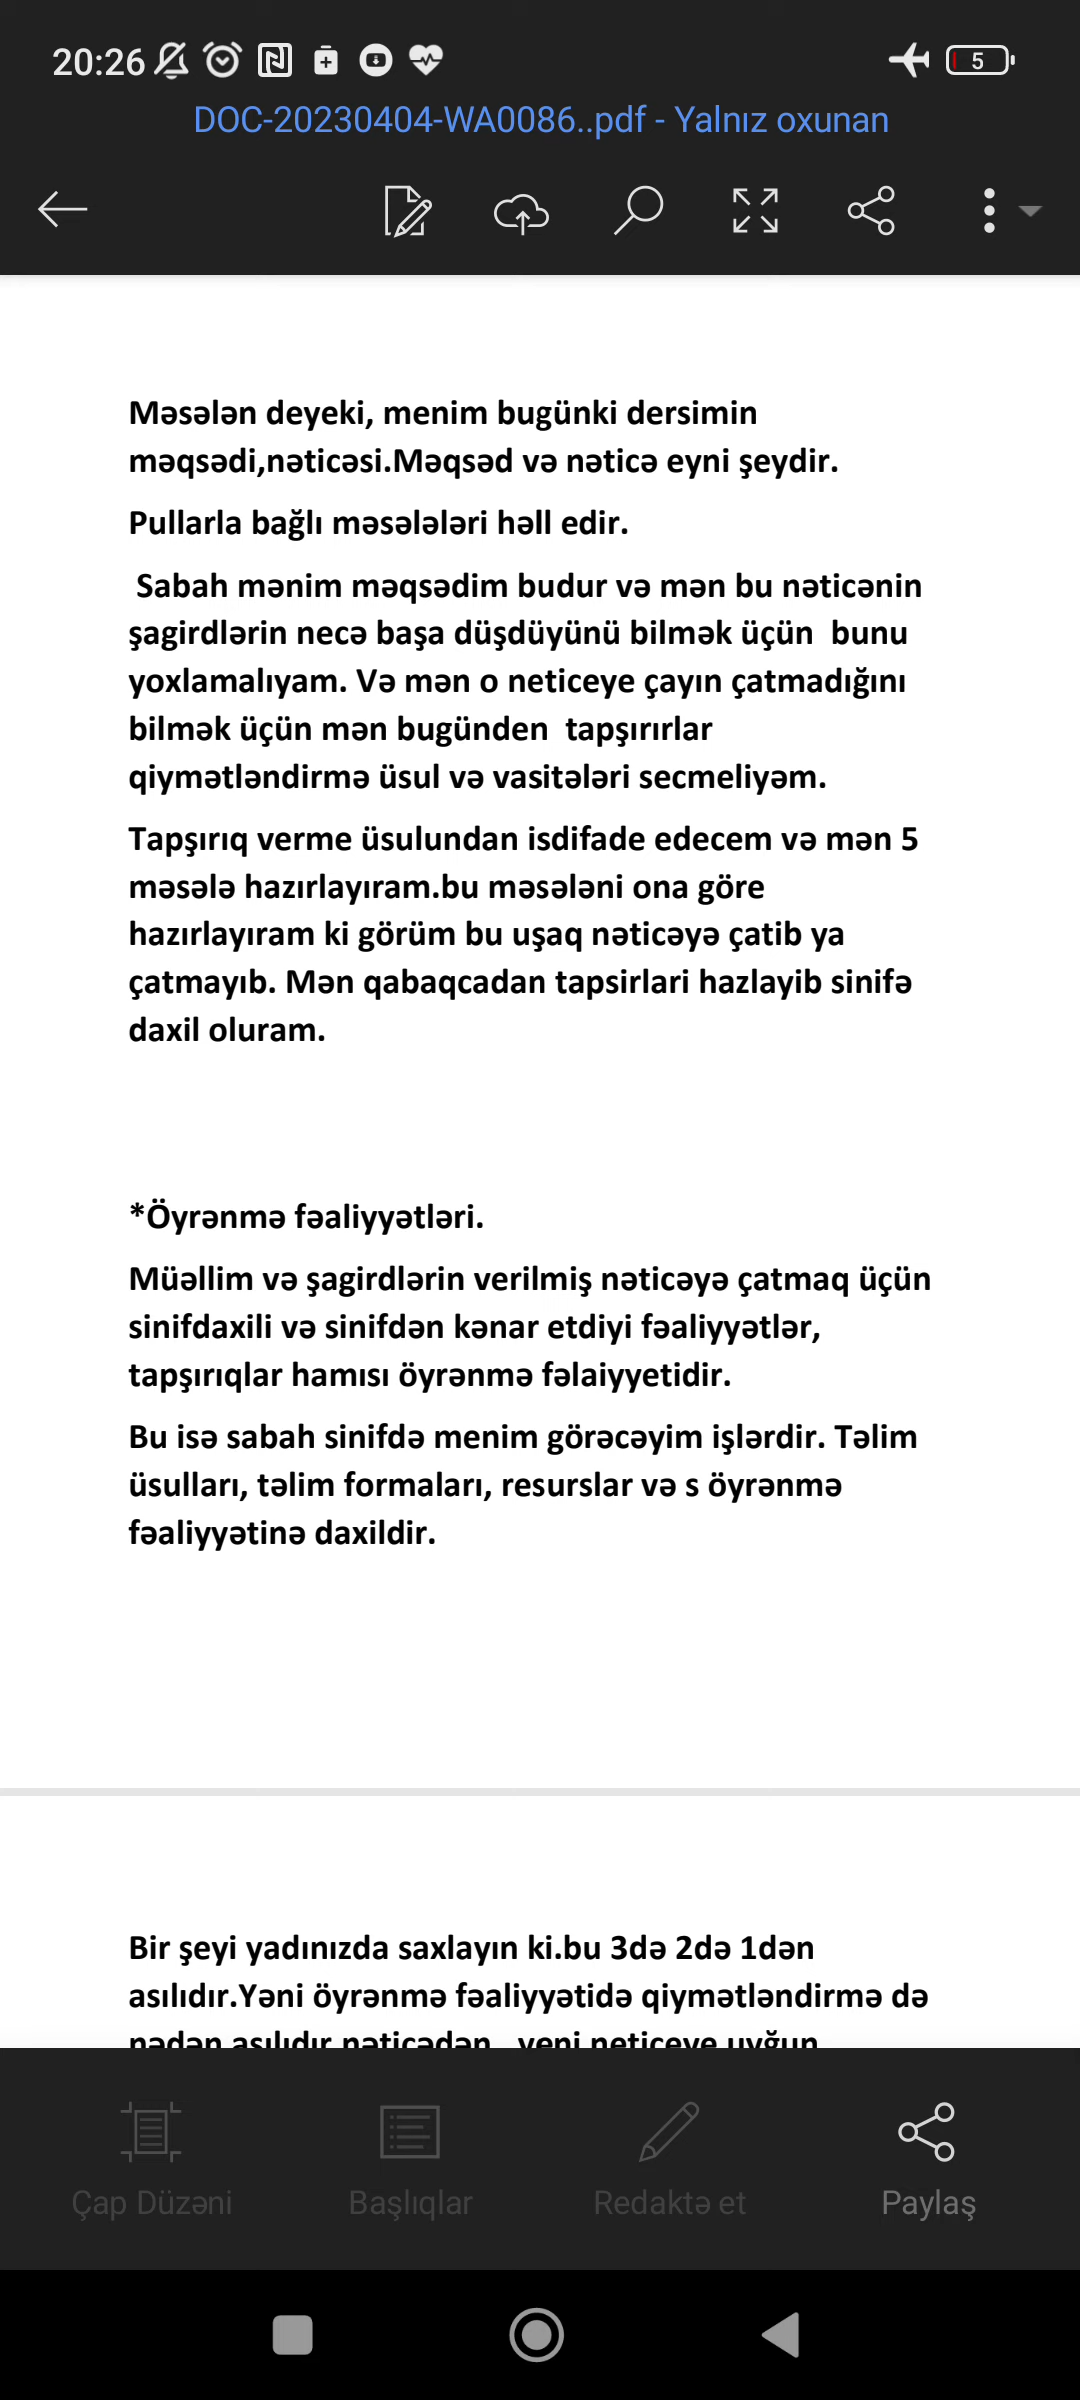 20:26
5
DOC-20230404-WA0086..pdf - Yalnız oxunan
Məsələn deyeki, menim bugünki dersimin
məqsədi,nəticəsi.Məqsəd və nəticə eyni şeydir.
Pullarla bağlı məsələləri həll edir.
Sabah mənim məqsədim budur və mən bu nəticənin
şagirdlərin necə başa düşdüyünü bilmək üçün  bunu
yoxlamalıyam. Və mən o neticeye çayın çatmadığını
bilmək üçün mən bugünden  tapşırırlar
qiymətləndirmə üsul və vasitələri secmeliyəm.
Tapşırıq verme üsulundan isdifade edecem və mən 5
məsələ hazırlayıram.bu məsələni ona göre
hazırlayıram ki görüm bu uşaq nəticəyə çatib ya
çatmayıb. Mən qabaqcadan tapsirlari hazlayib sinifə
daxil oluram.
*Öyrənmə fəaliyyətləri.
Müəllim və şagirdlərin verilmiş nəticəyə çatmaq üçün
sinifdaxili və sinifdən kənar etdiyi fəaliyyətlər,
tapşırıqlar hamısı öyrənmə fəlaiyyetidir.
Bu isə sabah sinifdə menim görəcəyim işlərdir. Təlim
üsulları, təlim formaları, resurslar və s öyrənmə
fəaliyyətinə daxildir.
Bir şeyi yadınızda saxlayın ki.bu 3də 2də 1dən
asılıdır.Yəni öyrənmə fəaliyyətidə qiymətləndirmə də
nədən asılıdır nəticədən   yeni neticeye uyğun
Çap Düzəni
Başlıqlar
Redaktə et
Paylaş